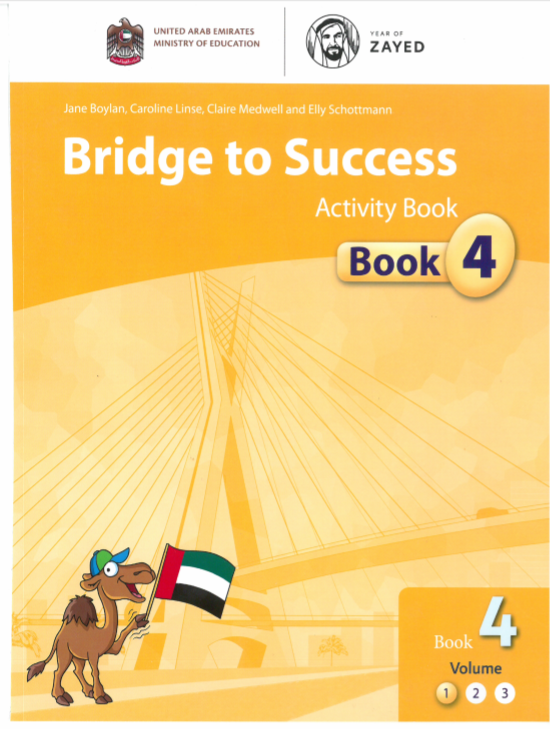 UNITED ARAB EMIRATES
MINISTRY OF EDUCATION
YEAR OF
ZAYED
Jane Boylan, Caroline Linse, Claire Medwell and Elly Schottmann
Bridge to Success
Activity Book
Book 4
Book 4
Volume
1 2 3